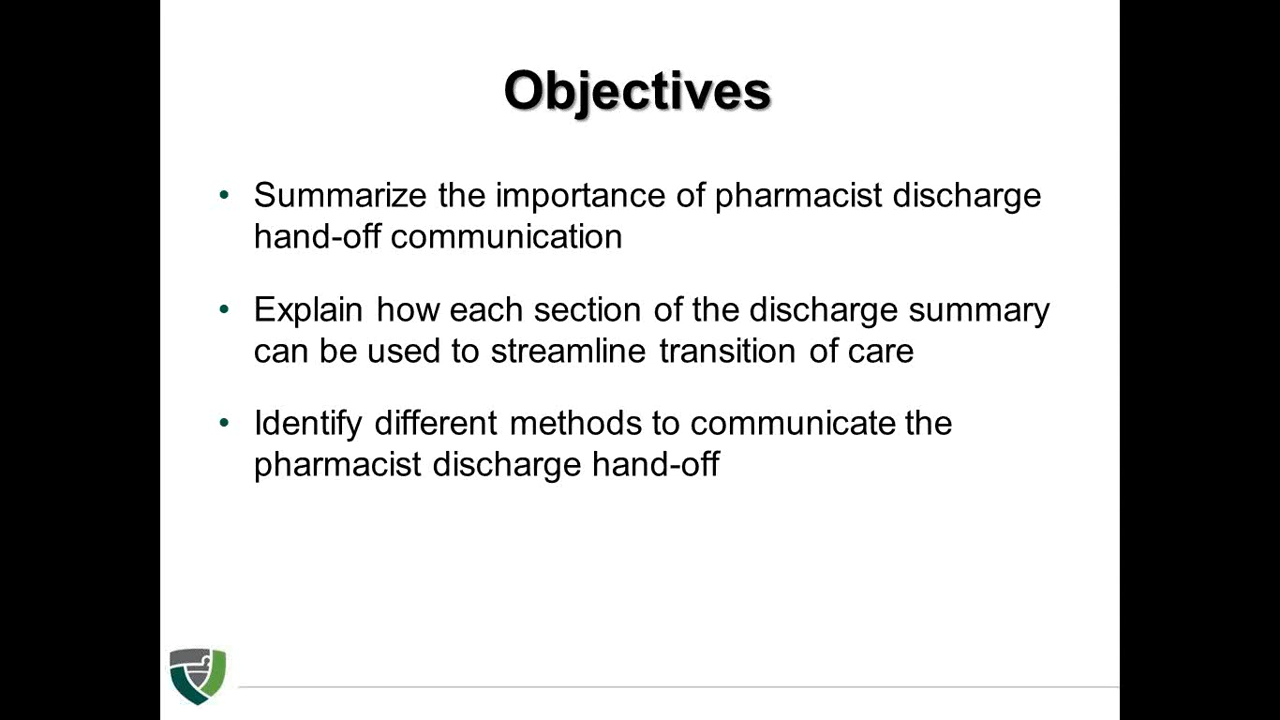 Objectives
• Summarize the importance of pharmacist discharge
hand-off communication
• Explain how each section of the discharge summary
can be used to streamline transition of care
• Identify different methods to communicate the
pharmacist discharge hand-off